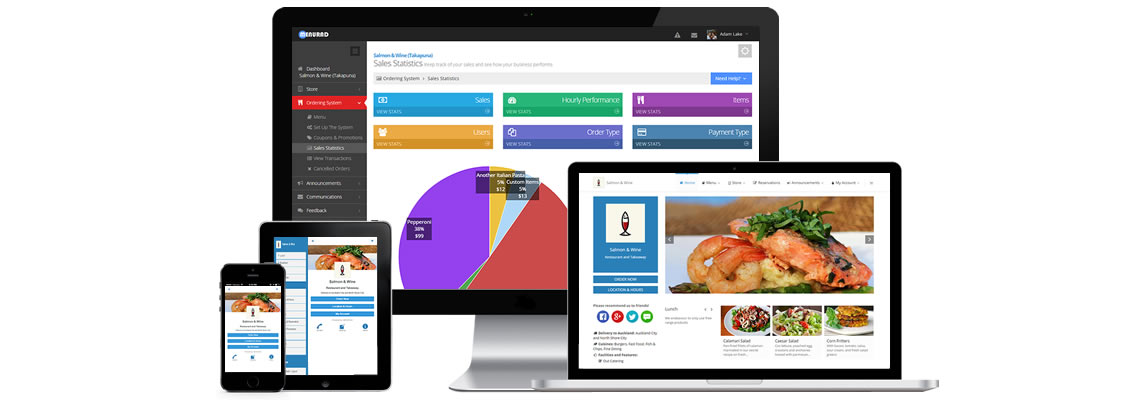 MENURND
Adam Lake
Dashboard
Salmon & Wine (Takapuna)
Store
Ordering System
Menu
Set Up The System
Coupons & Promotions
Sales Statistics
View Transactions
Cancelled Orders
Announcements
Communications
Feedback
Salmon & Wine (Takapuna)
Sales Statistics Keep track of your sales and see how your business performs
Ordering System > Sales Statistics
Need Help?
Sales
VIEW STATS
Hourly Performance
VIEW STATS
Items
VIEW STATS
Users
VIEW STATS
Order Type
VIEW STATS
Payment Type
VIEW STATS
Another Italian Pasta
5%
$12
Custom Items
5%
$13
Pepperoni
38%
$99
Salmon & Wine
Home
Menu
Store
Reservations
Announcements
My Account
Salmon & Wine
Restaurant and Takeaway
ORDER NOW
LOCATION & HOURS
Please recommend us to friends!
Delivery in Auckland: Auckland City
and North Shore City
Cuisine: Burgers, Fast Food, Fish &
Chips, Fine Dining
Facilities and Features:
Out Catering
Lunch
Calamari Salad
Caesar Salad
Corn Fritters
Salmon & Wine
Restaurant and Takeaway
Order Now
My Account
Salmon & Wine